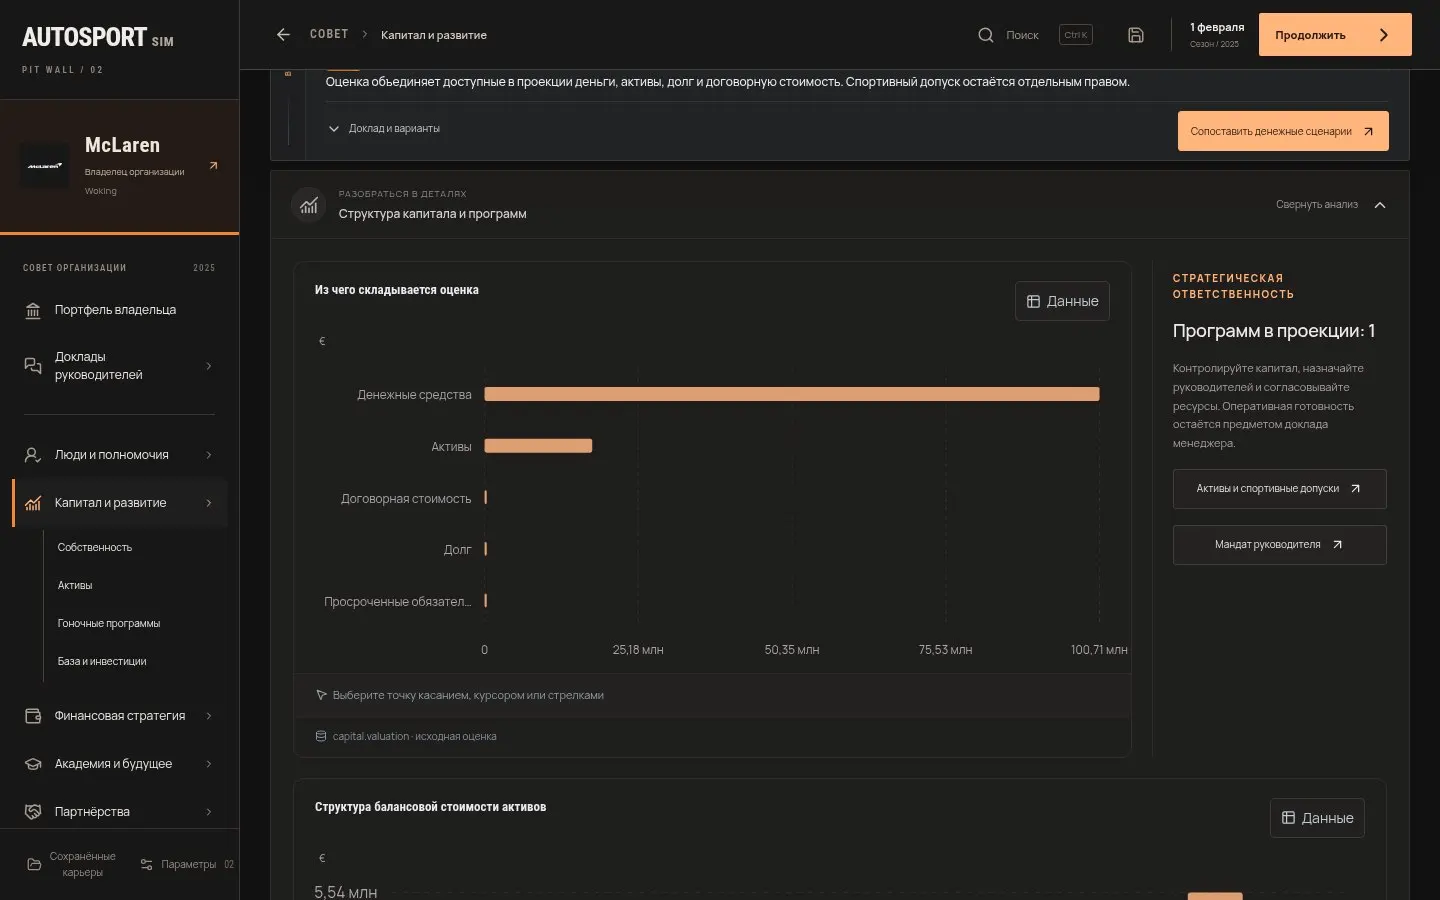 AUTOSPORT SIM
PIT WALL / 02
McLaren
McLaren
Владелец организации
Woking
СОВЕТ ОРГАНИЗАЦИИ 2025
Портфель владельца
Доклады
руководителей
Люди и полномочия
Капитал и развитие
Собственность
Активы
Гоночные программы
База и инвестиции
Финансовая стратегия
Академия и будущее
Партнёрства
Сохранённые
карьеры
Параметры 02
СОВЕТ
Капитал и развитие
Поиск
Ctrl K
1 февраля
Сезон / 2025
Продолжить
Оценка объединяет доступные в проекции деньги, активы, долг и договорную стоимость. Спортивный допуск остаётся отдельным правом.
Доклад и варианты
Сопоставить денежные сценарии
РАЗОБРАТЬСЯ В ДЕТАЛЯХ
Структура капитала и программ
Свернуть анализ
Из чего складывается оценка
Данные
€
Денежные средства
Активы
Договорная стоимость
Долг
Просроченные обязател...
0 25,18 млн 50,35 млн 75,53 млн 100,71 млн
Выберите точку касанием, курсором или стрелками
capital.valuation · исходная оценка
СТРАТЕГИЧЕСКАЯ
ОТВЕТСТВЕННОСТЬ
Программ в проекции: 1
Контролируйте капитал, назначайте
руководителей и согласовывайте
ресурсы. Оперативная готовность
остаётся предметом доклада
менеджера.
Активы и спортивные допуски
Мандат руководителя
Структура балансовой стоимости активов
Данные
€
5,54 млн